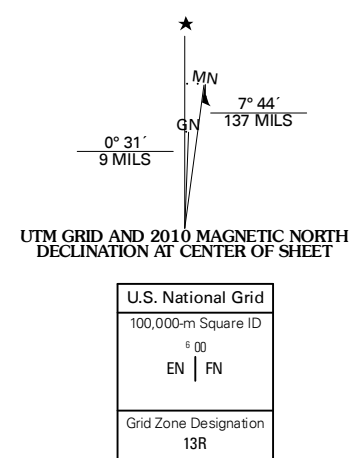 ★
MN
7° 44´
137 MILS
GN
0° 31´
9 MILS
UTM GRID AND 2010 MAGNETIC NORTH
DECLINATION AT CENTER OF SHEET
U.S. National Grid
100,000-m Square ID
6 00
EN | FN
Grid Zone Designation
13R